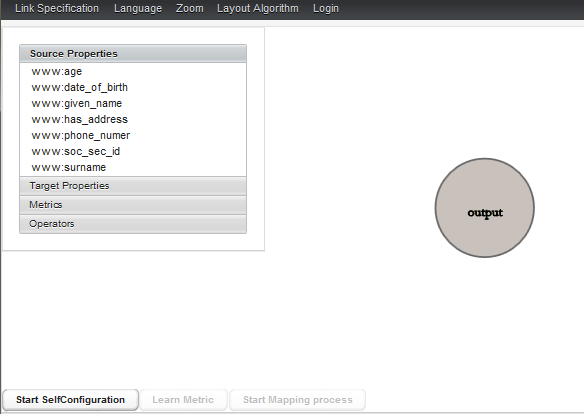 Link Specification Language Zoom Layout Algorithm Login
Source Properties
www:age
www:date_of_birth
www:given_name
www:has_address
www:phone_numer
www:soc_sec_id
www:surname
Target Properties
Metrics
Operators
output
Start SelfConfiguration Learn Metric Start Mapping process